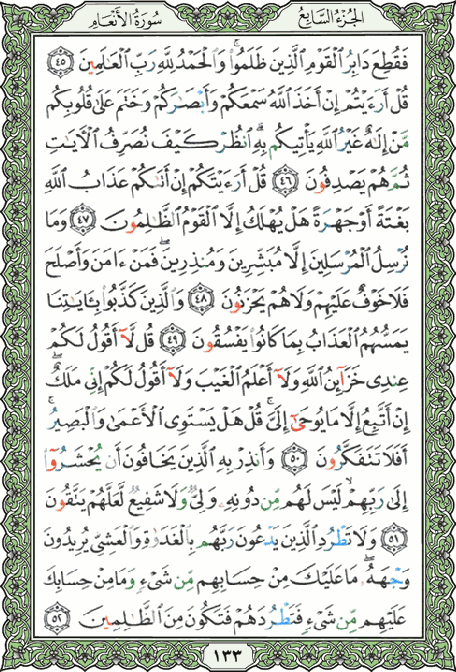 الجزء السابع سورة الأنعام
فَقُطِعَ دَابِرُ ٱلْقَوْمِ ٱلَّذِينَ ظَلَمُوا۟ ۚ وَٱلْحَمْدُ لِلَّهِ رَبِّ ٱلْعَـٰلَمِينَ ٤٥
قُلْ أَرَءَيْتُمْ إِنْ أَخَذَ ٱللَّهُ سَمْعَكُمْ وَأَبْصَـٰرَكُمْ وَخَتَمَ عَلَىٰ قُلُوبِكُم
مَّنْ إِلَـٰهٌ غَيْرُ ٱللَّهِ يَأْتِيكُم بِهِ ۗ ٱنظُرْ كَيْفَ نُصَرِّفُ ٱلْـَٔايَـٰتِ
ثُمَّ هُمْ يَصْدِفُونَ ٤٦ قُلْ أَرَءَيْتَكُمْ إِنْ أَتَىٰكُمْ عَذَابُ ٱللَّهِ
بَغْتَةً أَوْ جَهْرَةً هَلْ يُهْلَكُ إِلَّا ٱلْقَوْمُ ٱلظَّـٰلِمُونَ ٤٧ وَمَا
نُرْسِلُ ٱلْمُرْسَلِينَ إِلَّا مُبَشِّرِينَ وَمُنذِرِينَ ۖ فَمَنْ ءَامَنَ وَأَصْلَحَ
فَلَا خَوْفٌ عَلَيْهِمْ وَلَا هُمْ يَحْزَنُونَ ٤٨ وَٱلَّذِينَ كَذَّبُوا۟ بِـَٔايَـٰتِنَا
يَمَسُّهُمُ ٱلْعَذَابُ بِمَا كَانُوا۟ يَفْسُقُونَ ٤٩ قُل لَّآ أَقُولُ لَكُمْ
عِندِى خَزَآئِنُ ٱللَّهِ وَلَآ أَعْلَمُ ٱلْغَيْبَ وَلَآ أَقُولُ لَكُمْ إِنِّى مَلَكٌ ۖ
إِنْ أَتَّبِعُ إِلَّا مَا يُوحَىٰٓ إِلَىَّ ۚ قُلْ هَلْ يَسْتَوِى ٱلْأَعْمَىٰ وَٱلْبَصِيرُ ۚ
أَفَلَا تَتَفَكَّرُونَ ٥٠ وَأَنذِرْ بِهِ ٱلَّذِينَ يَخَافُونَ أَن يُحْشَرُوٓا۟
إِلَىٰ رَبِّهِمْ ۙ لَيْسَ لَهُم مِّن دُونِهِۦ وَلِىٌّ وَلَا شَفِيعٌ لَّعَلَّهُمْ يَتَّقُونَ
٥١ وَلَا تَطْرُدِ ٱلَّذِينَ يَدْعُونَ رَبَّهُم بِٱلْغَدَوٰةِ وَٱلْعَشِىِّ يُرِيدُونَ
وَجْهَهُۥ ۖ مَا عَلَيْكَ مِنْ حِسَابِهِم مِّن شَىْءٍ وَمَا مِنْ حِسَابِكَ
عَلَيْهِم مِّن شَىْءٍ فَتَطْرُدَهُمْ فَتَكُونَ مِنَ ٱلظَّـٰلِمِينَ ٥٢
١٣٣